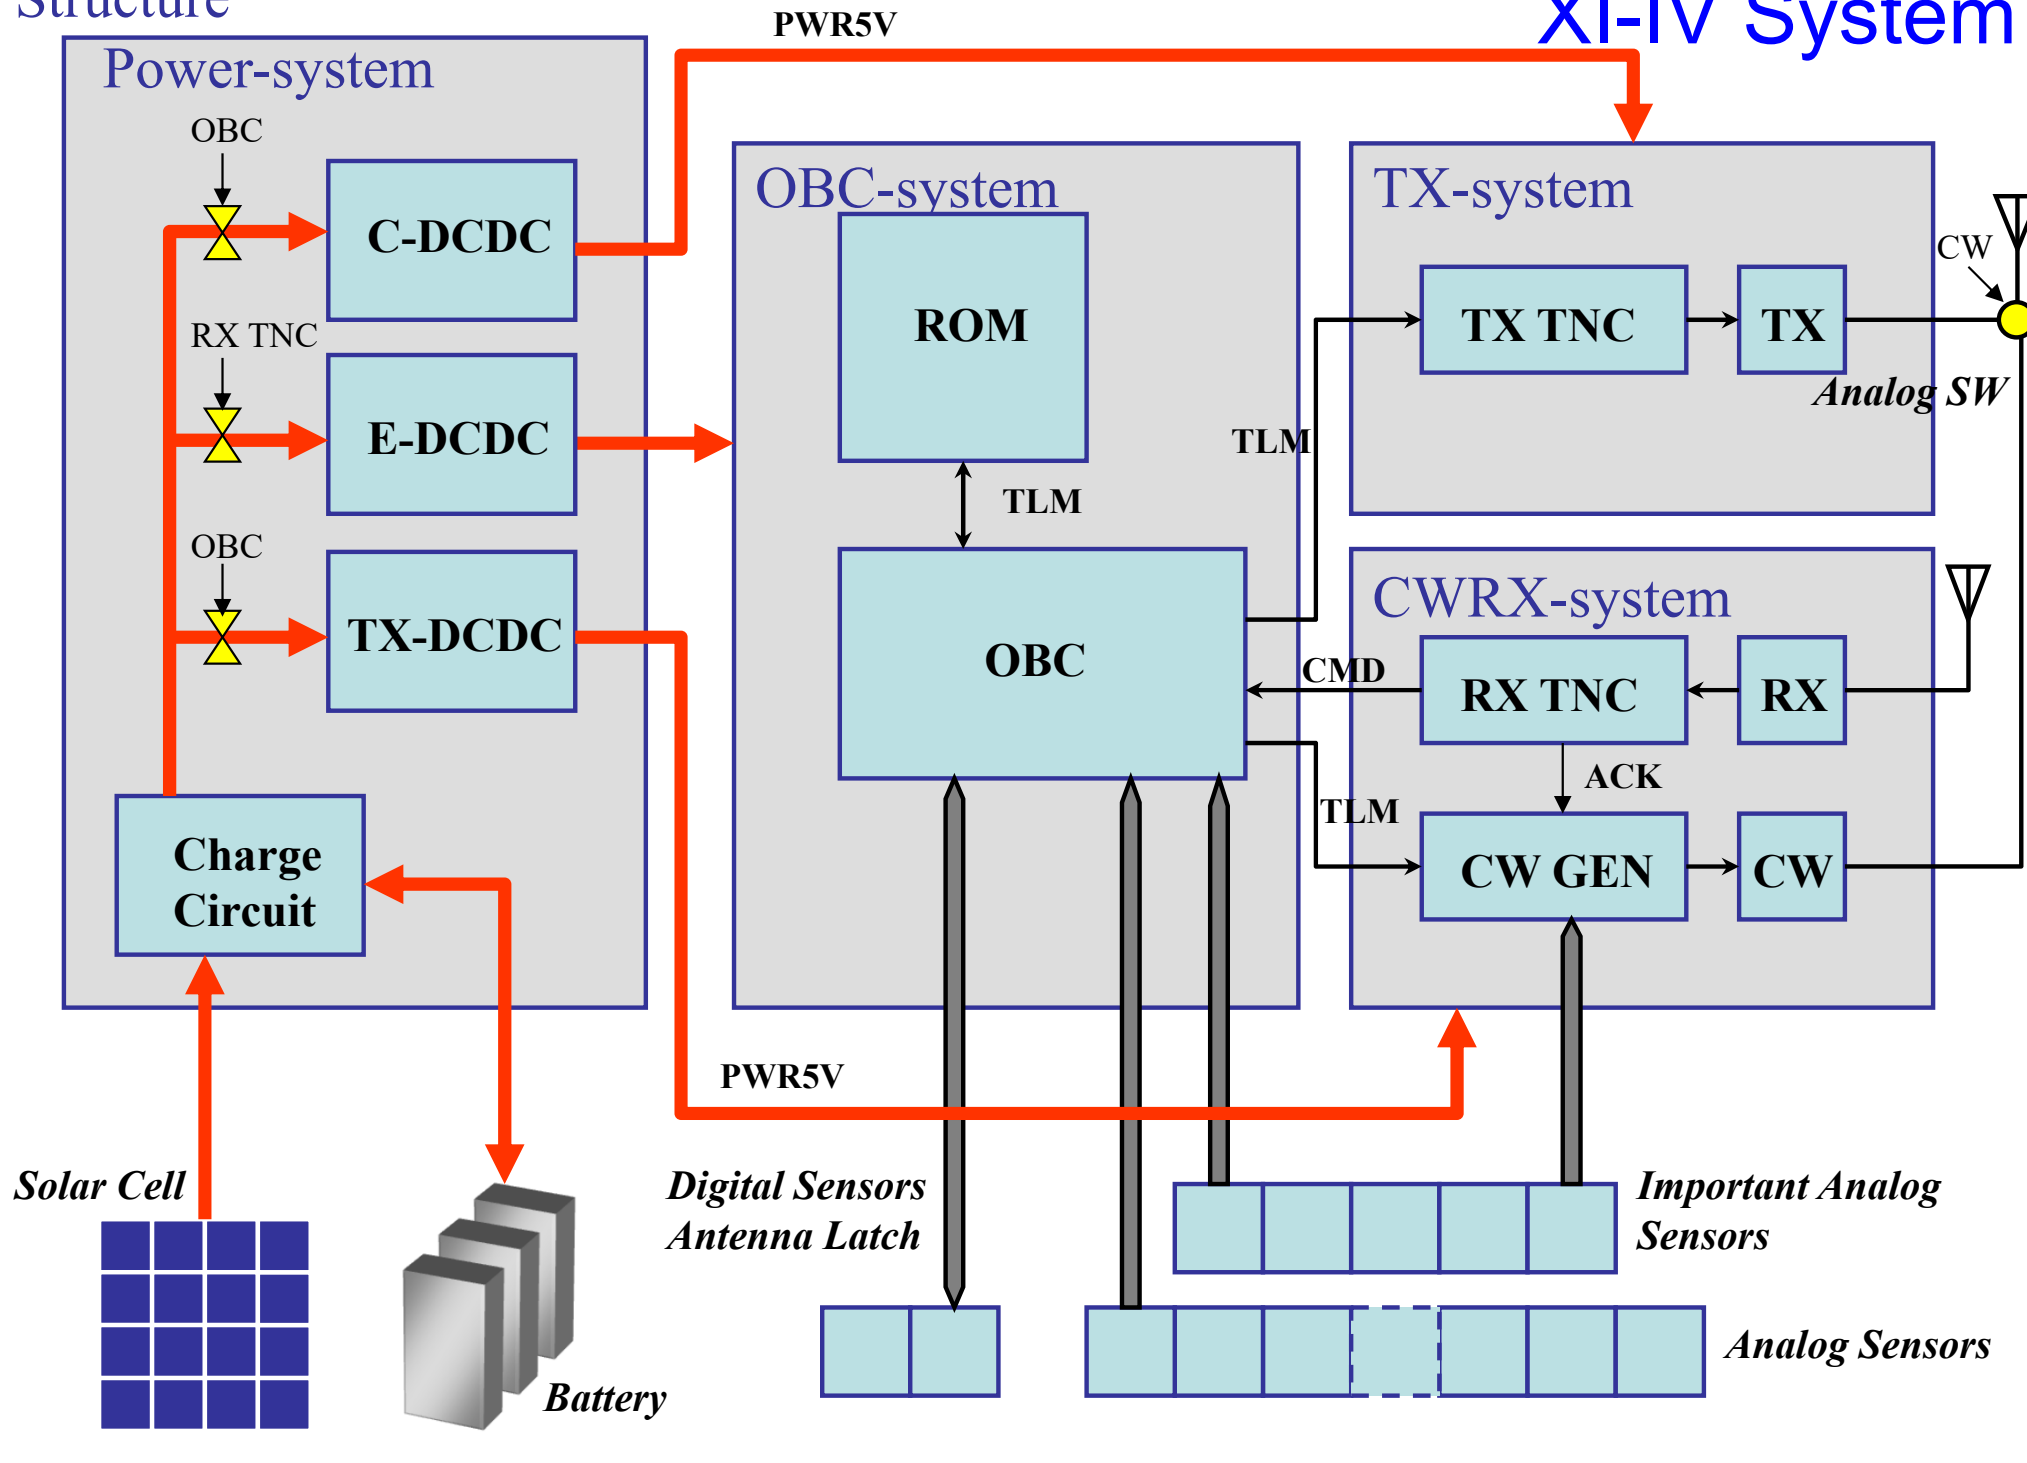 Structure
XI-IV System
PWR5V
Power-system
OBC
C-DCDC
RX TNC
E-DCDC
OBC
TX-DCDC
Charge
Circuit
OBC-system
ROM
TLM
OBC
TLM
CMD
TLM
TX-system
TX TNC
TX
CW
Analog SW
CWRX-system
RX TNC
RX
ACK
CW GEN
CW
PWR5V
Solar Cell
Battery
Digital Sensors
Antenna Latch
Important Analog
Sensors
Analog Sensors